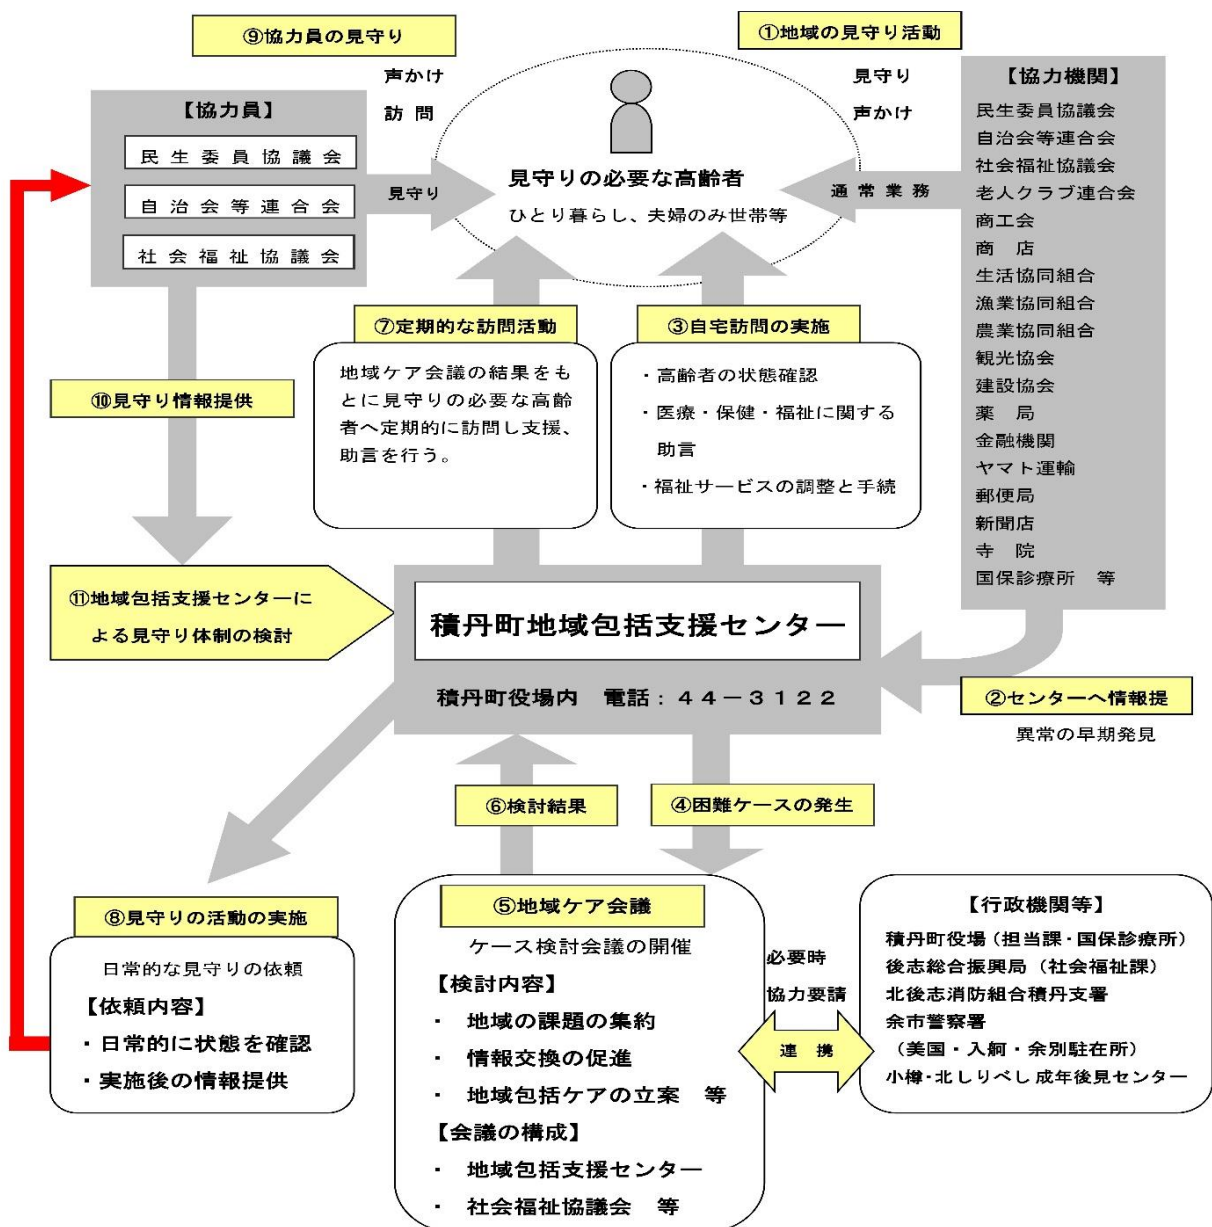 ⑨協力員の見守り
①地域の見守り活動
声かけ
訪 問
見守り
声かけ
【協力員】
民生委員協議会
自治会等連合会
社会福祉協議会
見守り
見守りの必要な高齢者
ひとり暮らし、夫婦のみ世帯等
通常業務
【協力機関】
民生委員協議会
自治会等連合会
社会福祉協議会
老人クラブ連合会
商工会
商　店
生活協同組合
漁業協同組合
農業協同組合
観光協会
建設協会
薬　局
金融機関
ヤマト運輸
郵便局
新聞店
寺　院
国保診療所　等
⑦定期的な訪問活動
地域ケア会議の結果をも
とに見守りの必要な高齢
者へ定期的に訪問し支援、
助言を行う。
③自宅訪問の実施
・高齢者の状態確認
・医療・保健・福祉に関する
助言
・福祉サービスの調整と手続
⑩見守り情報提供
⑪地域包括支援センターに
よる見守り体制の検討
積丹町地域包括支援センター
積丹町役場内　電話：４４－３１２２
②センターへ情報提
異常の早期発見
⑥検討結果
④困難ケースの発生
⑧見守りの活動の実施
日常的な見守りの依頼
【依頼内容】
・日常的に状態を確認
・実施後の情報提供
⑤地域ケア会議
ケース検討会議の開催
【検討内容】
・　地域の課題の集約
・　情報交換の促進
・　地域包括ケアの立案　等
【会議の構成】
・　地域包括支援センター
・　社会福祉協議会　等
必要時
協力要請
連 携
【行政機関等】
積丹町役場（担当課・国保診療所）
後志総合振興局（社会福祉課）
北後志消防組合積丹支署
余市警察署
（美国・入舸・余別駐在所）
小樽・北しりべし成年後見センター